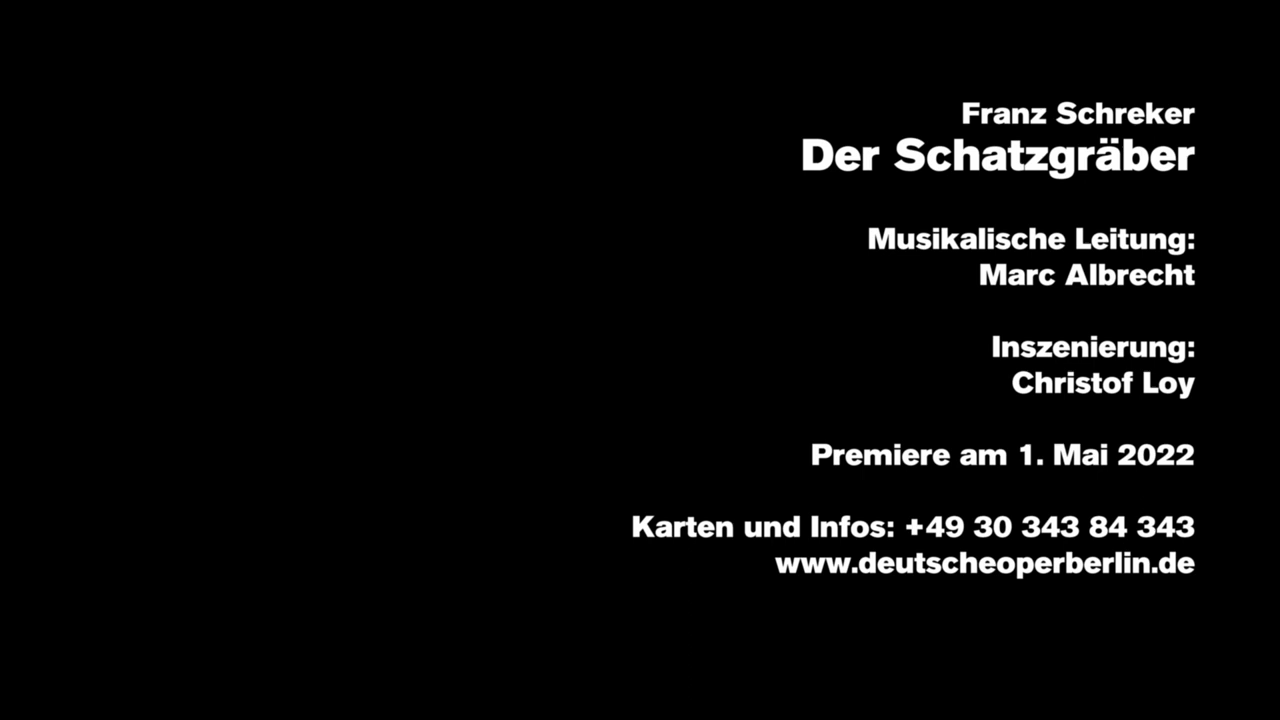 Franz Schreker
Der Schatzgräber
Musikalische Leitung:
Marc Albrecht
Inszenierung:
Christof Loy
Premiere am 1. Mai 2022
Karten und Infos: +49 30 343 84 343
www.deutscheoperberlin.de